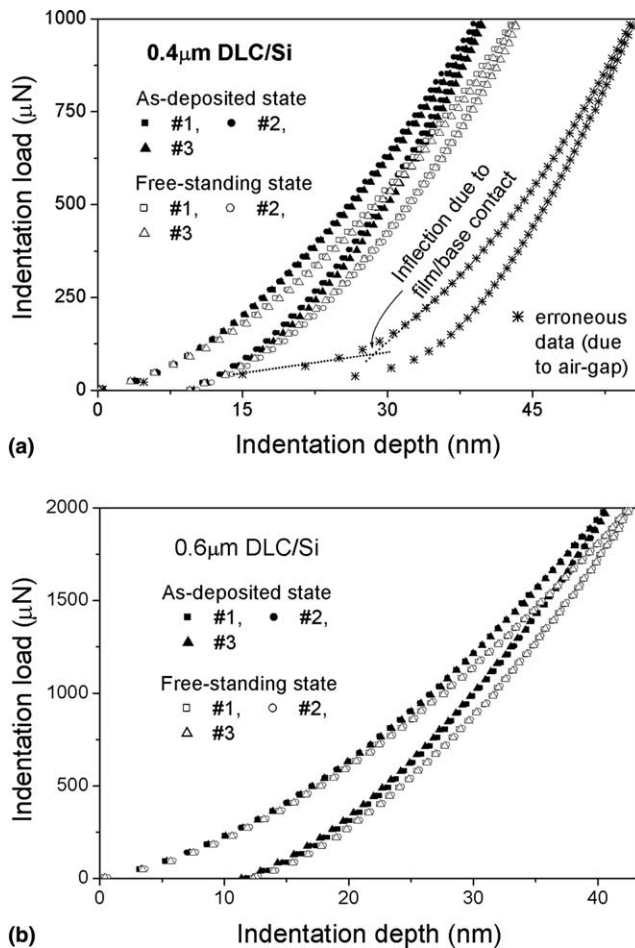 1000
750
500
250
0
Indentation load (μN)
0.4μm DLC/Si
As-deposited state
■ #1, ● #2,
▲ #3
Free-standing state
□ #1, ○ #2,
△ #3
Inflection due to
film/base contact
✳ erroneous
data (due
to air-gap)
0 15 30 45
Indentation depth (nm)
(a)
2000
1500
1000
500
0
Indentation load (μN)
0.6μm DLC/Si
As-deposited state
■ #1, ● #2,
▲ #3
Free-standing state
□ #1, ○ #2,
△ #3
0 10 20 30 40
Indentation depth (nm)
(b)